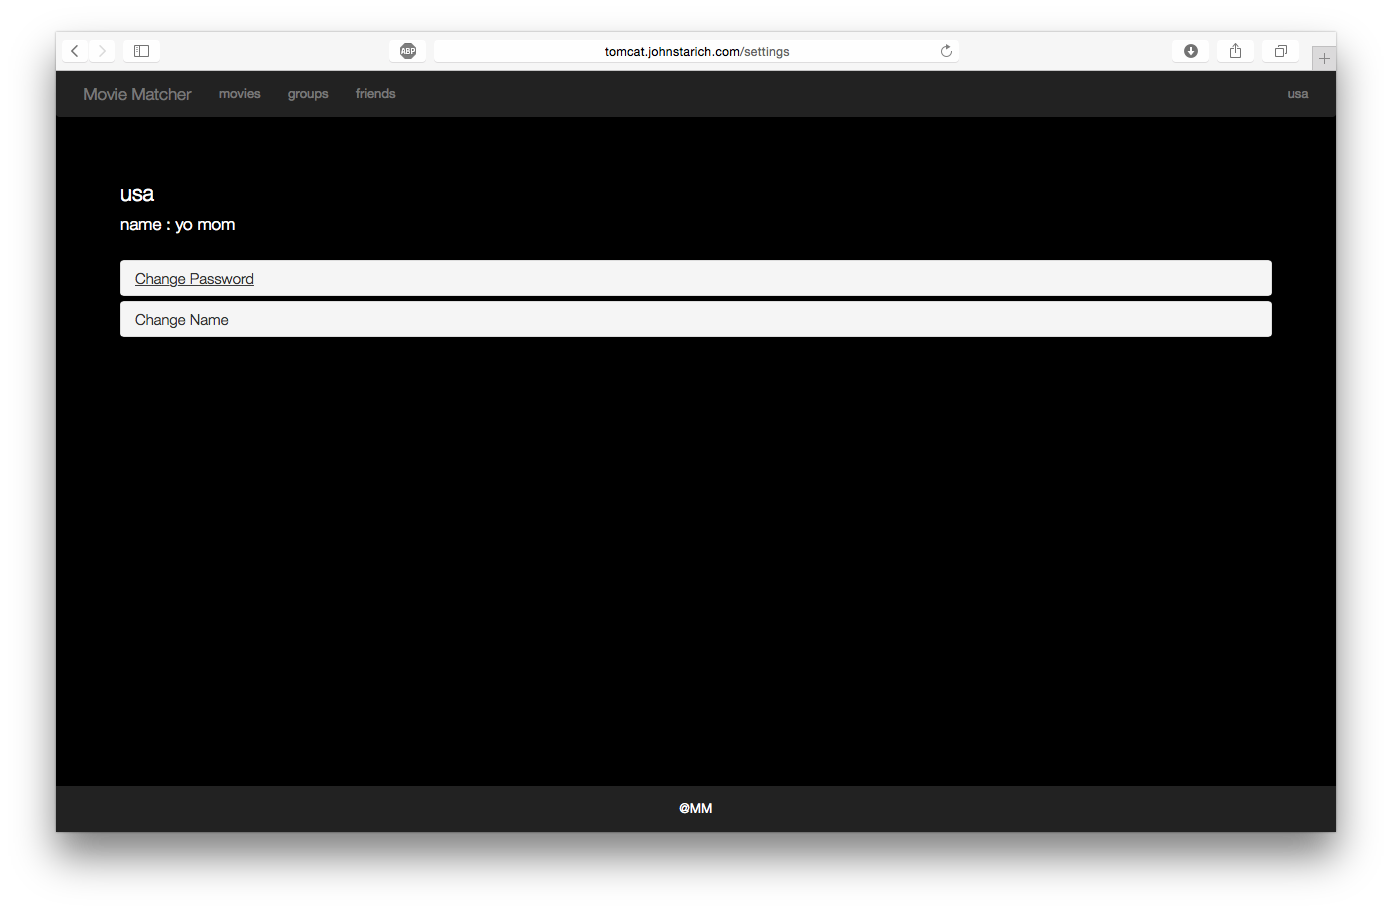 ABP
tomcat.johnstarich.com/settings
Movie Matcher movies groups friends usa
usa
name : yo mom
Change Password
Change Name
@MM